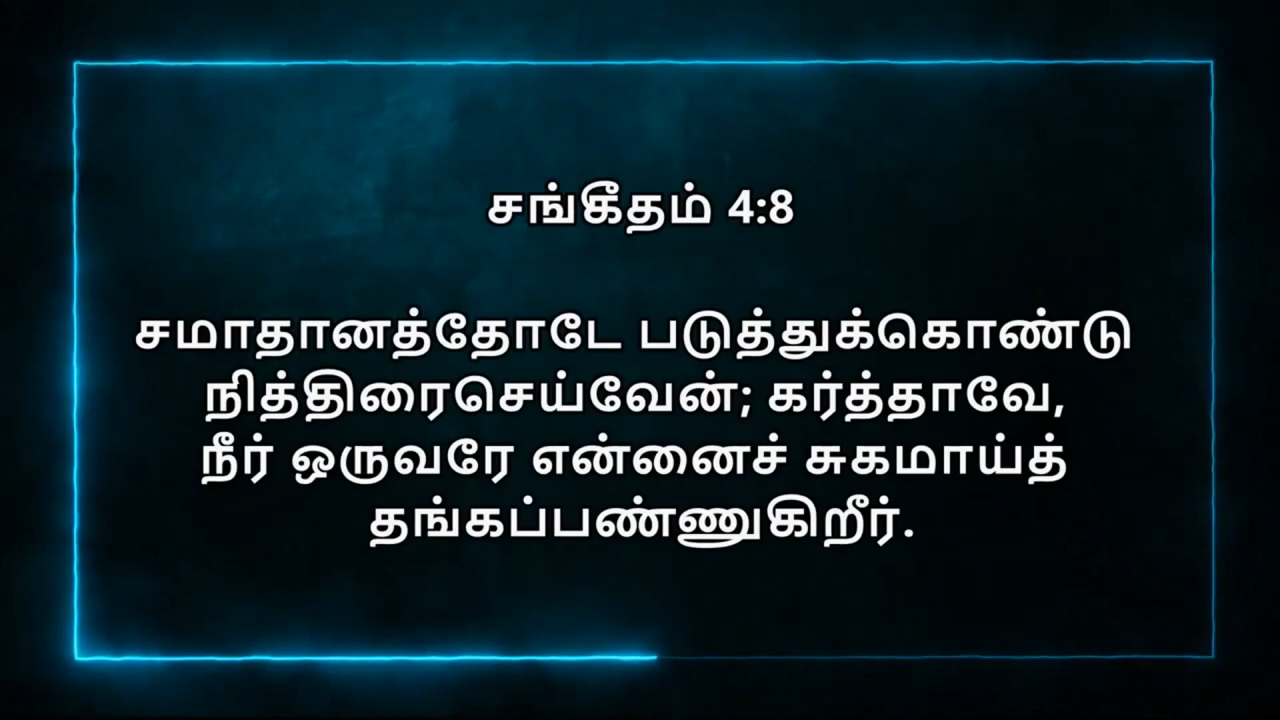 சங்கீதம் 4:8
சமாதானத்தோடே படுத்துக்கொண்டு
நித்திரைசெய்வேன்; கர்த்தாவே,
நீர் ஒருவரே என்னைச் சுகமாய்த்
தங்கப்பண்ணுகிறீர்.